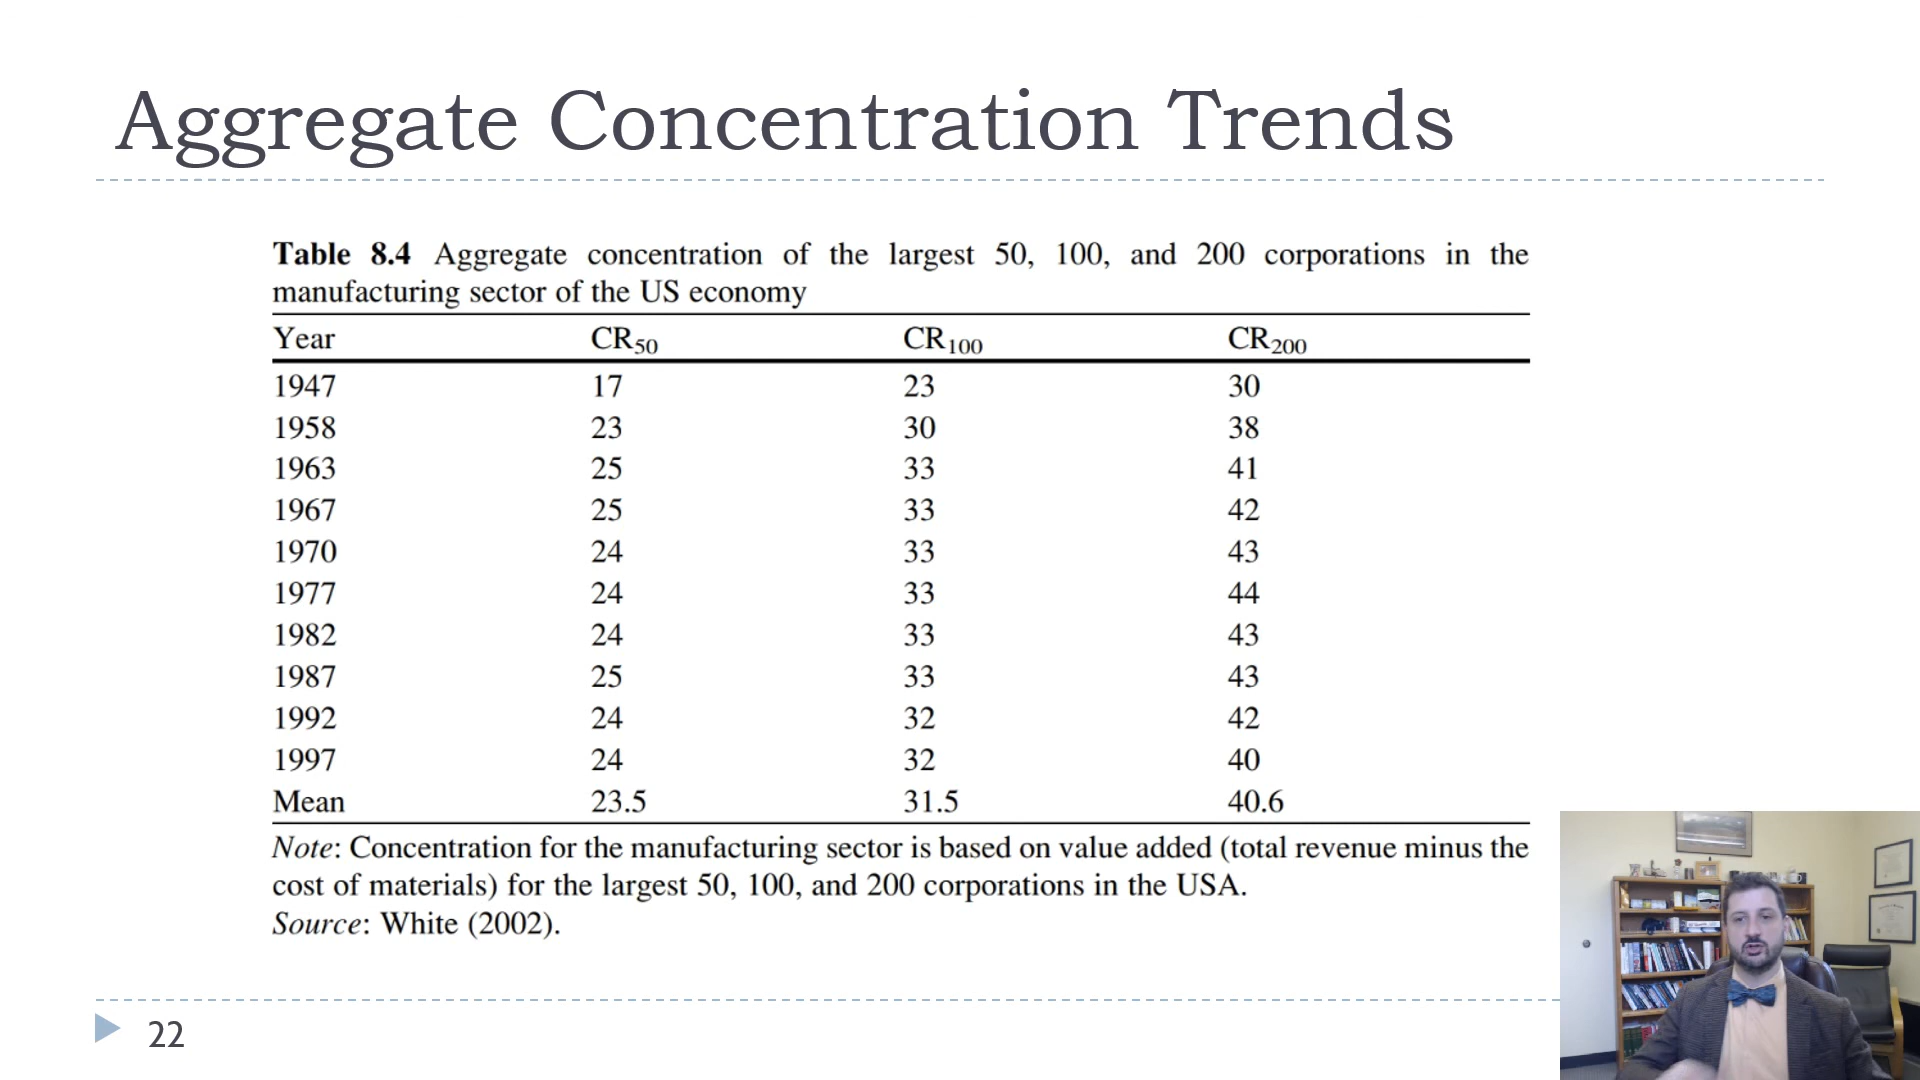 Aggregate Concentration Trends
Table 8.4 Aggregate concentration of the largest 50, 100, and 200 corporations in the
manufacturing sector of the US economy
Year CR50 CR100 CR200
1947 17 23 30
1958 23 30 38
1963 25 33 41
1967 25 33 42
1970 24 33 43
1977 24 33 44
1982 24 33 43
1987 25 33 43
1992 24 32 42
1997 24 32 40
Mean 23.5 31.5 40.6
Note: Concentration for the manufacturing sector is based on value added (total revenue minus the
cost of materials) for the largest 50, 100, and 200 corporations in the USA.
Source: White (2002).
22